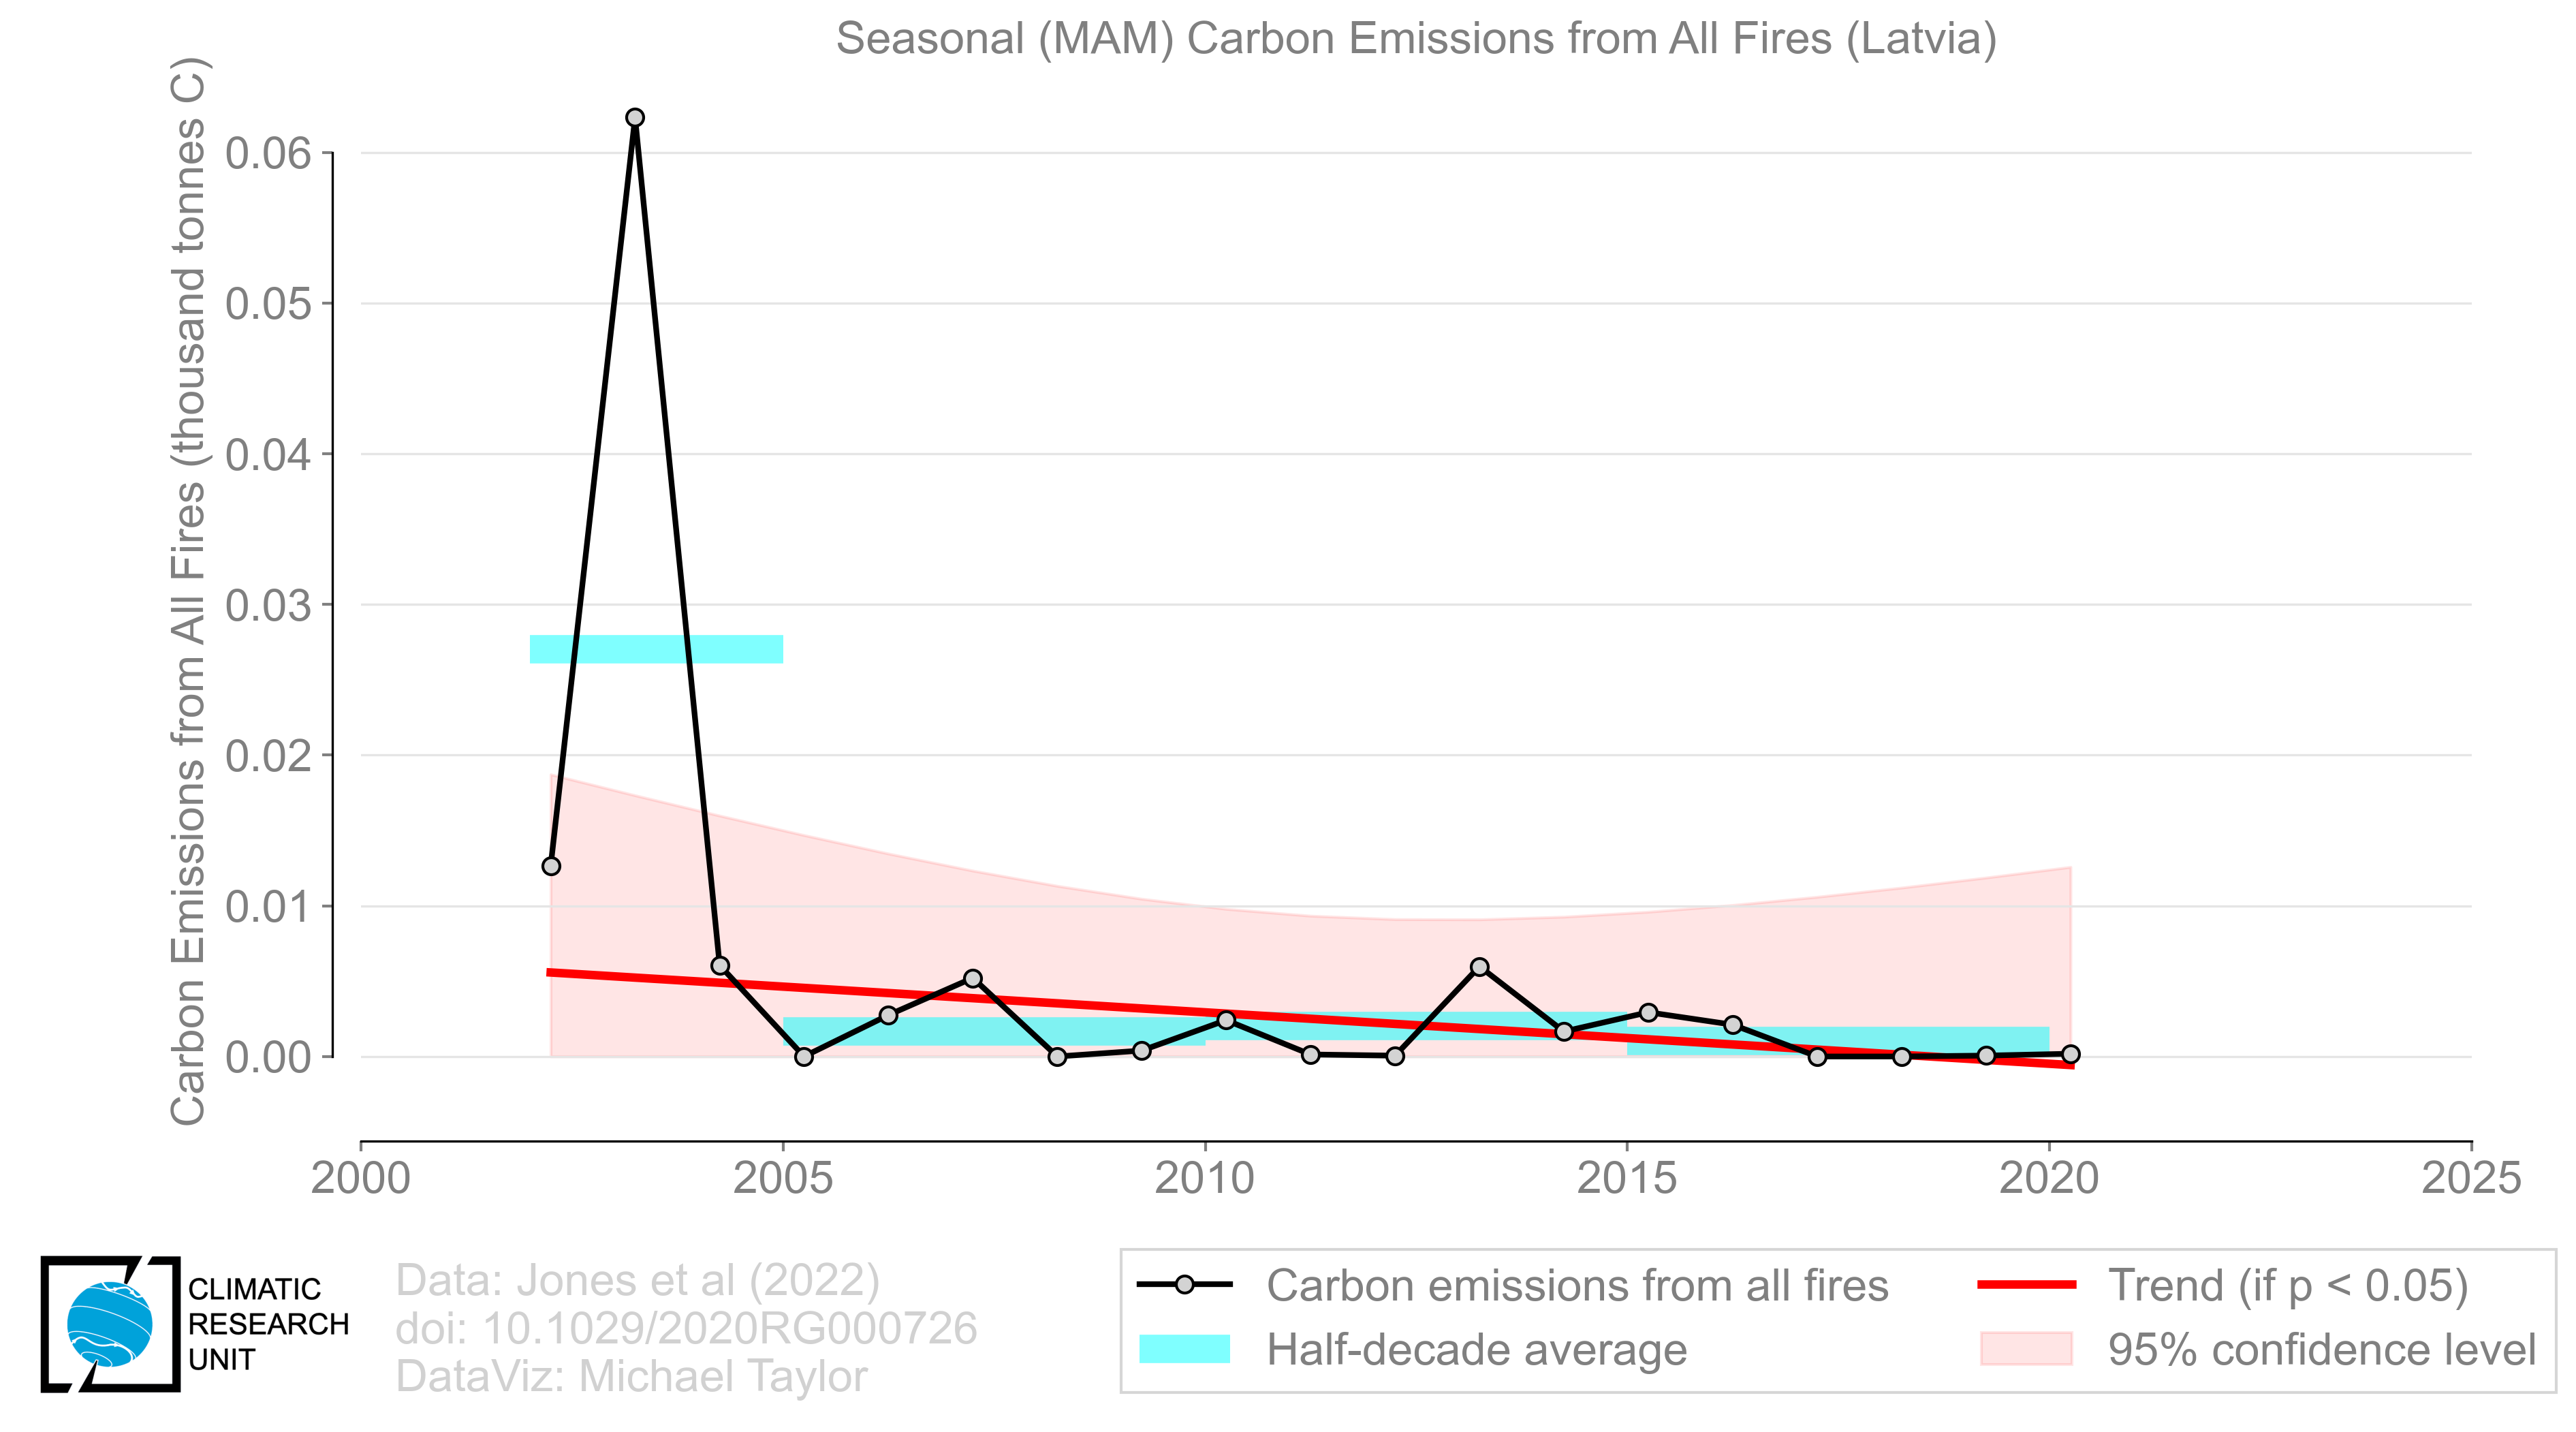 Seasonal (MAM) Carbon Emissions from All Fires (Latvia)
Carbon Emissions from All Fires (thousand tonnes C)
0.06
0.05
0.04
0.03
0.02
0.01
0.00
2000 2005 2010 2015 2020 2025
CLIMATIC
RESEARCH
UNIT
Data: Jones et al (2022)
doi: 10.1029/2020RG000726
DataViz: Michael Taylor
Carbon emissions from all fires
Half-decade average
Trend (if p < 0.05)
95% confidence level